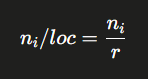 n_i/loc = \frac{n_i}{r}